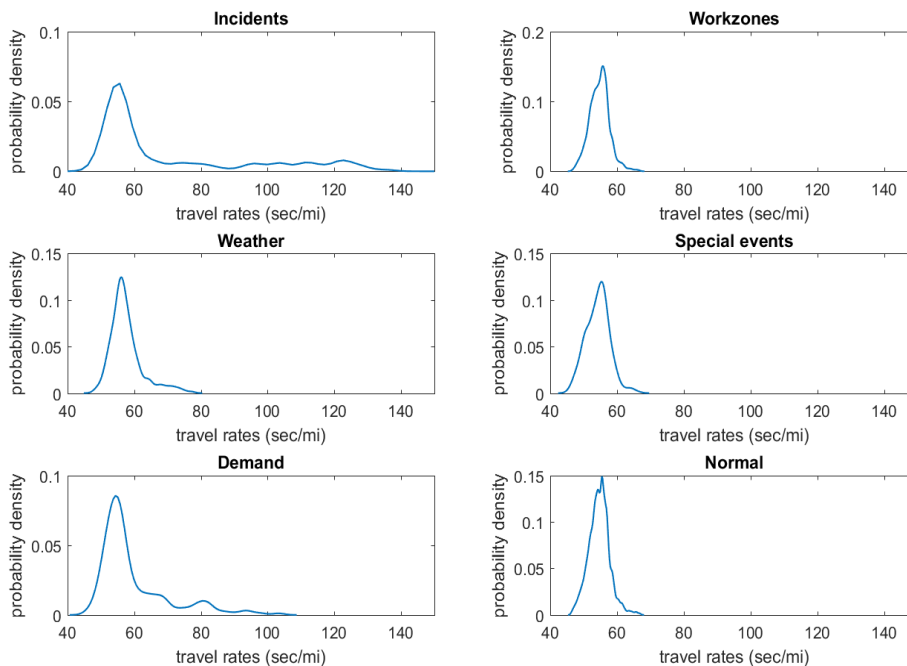 Incidents
probability density
0.1
0.05
0
40 60 80 100 120 140
travel rates (sec/mi)
Workzones
probability density
0.2
0.1
0
40 60 80 100 120 140
travel rates (sec/mi)
Weather
probability density
0.15
0.1
0.05
0
40 60 80 100 120 140
travel rates (sec/mi)
Special events
probability density
0.15
0.1
0.05
0
40 60 80 100 120 140
travel rates (sec/mi)
Demand
probability density
0.1
0.05
0
40 60 80 100 120 140
travel rates (sec/mi)
Normal
probability density
0.15
0.1
0.05
0
40 60 80 100 120 140
travel rates (sec/mi)